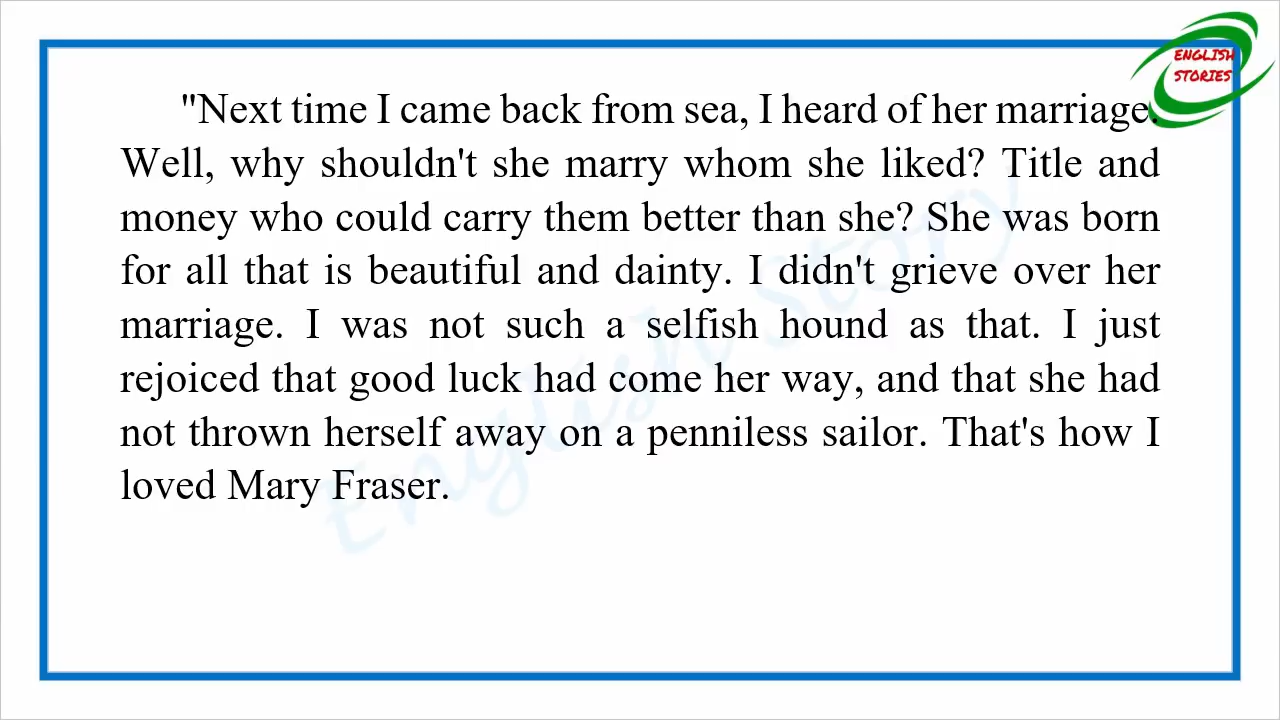 ENGLISH
STORIES
"Next time I came back from sea, I heard of her marriage.
Well, why shouldn't she marry whom she liked? Title and
money who could carry them better than she? She was born
for all that is beautiful and dainty. I didn't grieve over her
marriage. I was not such a selfish hound as that. I just
rejoiced that good luck had come her way, and that she had
not thrown herself away on a penniless sailor. That's how I
loved Mary Fraser.
English Story